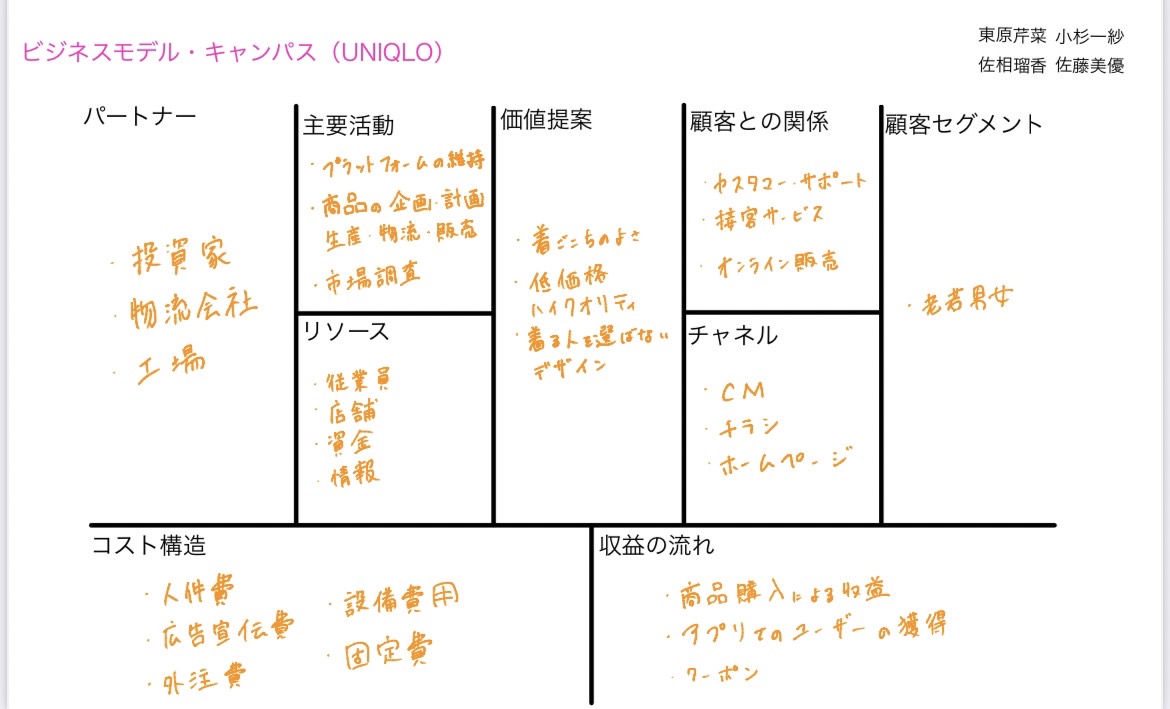 ビジネスモデル・キャンパス（UNIQLO）
東原芹菜 小杉一紗
佐相瑠香 佐藤美優
パートナー
・投資家
・物流会社
・工場
主要活動
・プラットフォームの維持
・商品の企画・計画
生産・物流・販売
・市場調査
リソース
・従業員
・店舗
・資金
・情報
価値提案
・着ごこちのよさ
・低価格
ハイクオリティ
・着る人を選ばない
デザイン
顧客との関係
・カスタマー・サポート
・接客サービス
・オンライン販売
チャネル
・CM
・チラシ
・ホームページ
顧客セグメント
・老若男女
コスト構造
・人件費
・広告宣伝費
・外注費
・設備費用
・固定費
収益の流れ
・商品購入による収益
・アプリでのユーザーの獲得
・クーポン